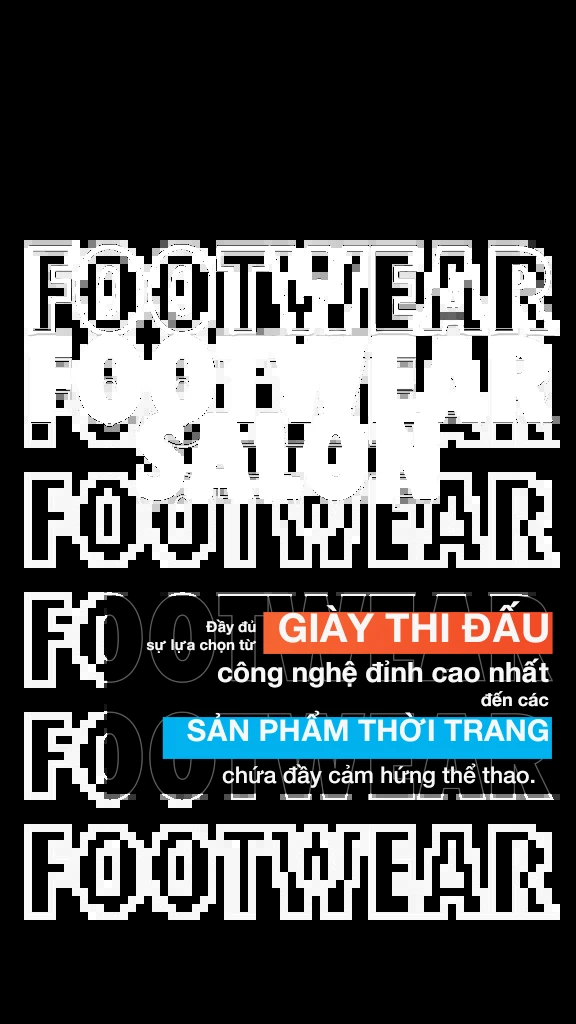 FOOTWEAR
FOOTWEAR
SALON
FOOTWEAR
FOOTWEAR
Đầy đủ
sự lựa chọn từ
GIÀY THI ĐẤU
công nghệ đỉnh cao nhất
đến các
FOOTWEAR
SẢN PHẨM THỜI TRANG
chứa đầy cảm hứng thể thao.
FOOTWEAR